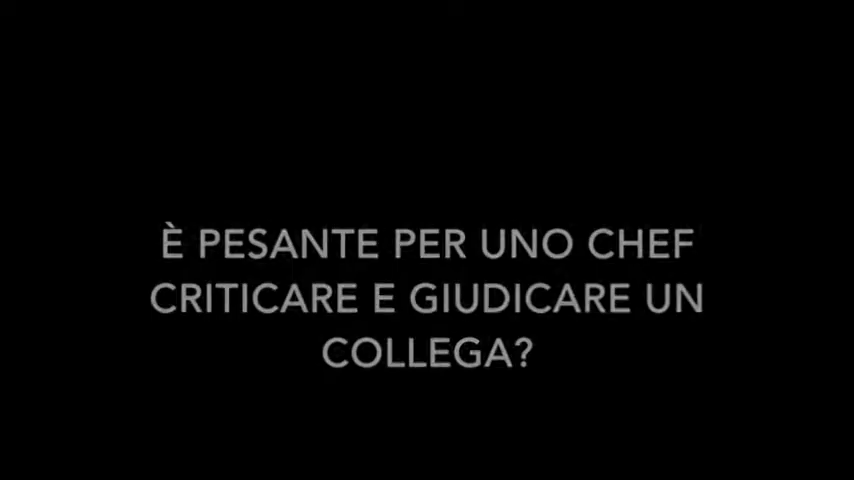 È PESANTE PER UNO CHEF
CRITICARE E GIUDICARE UN
COLLEGA?